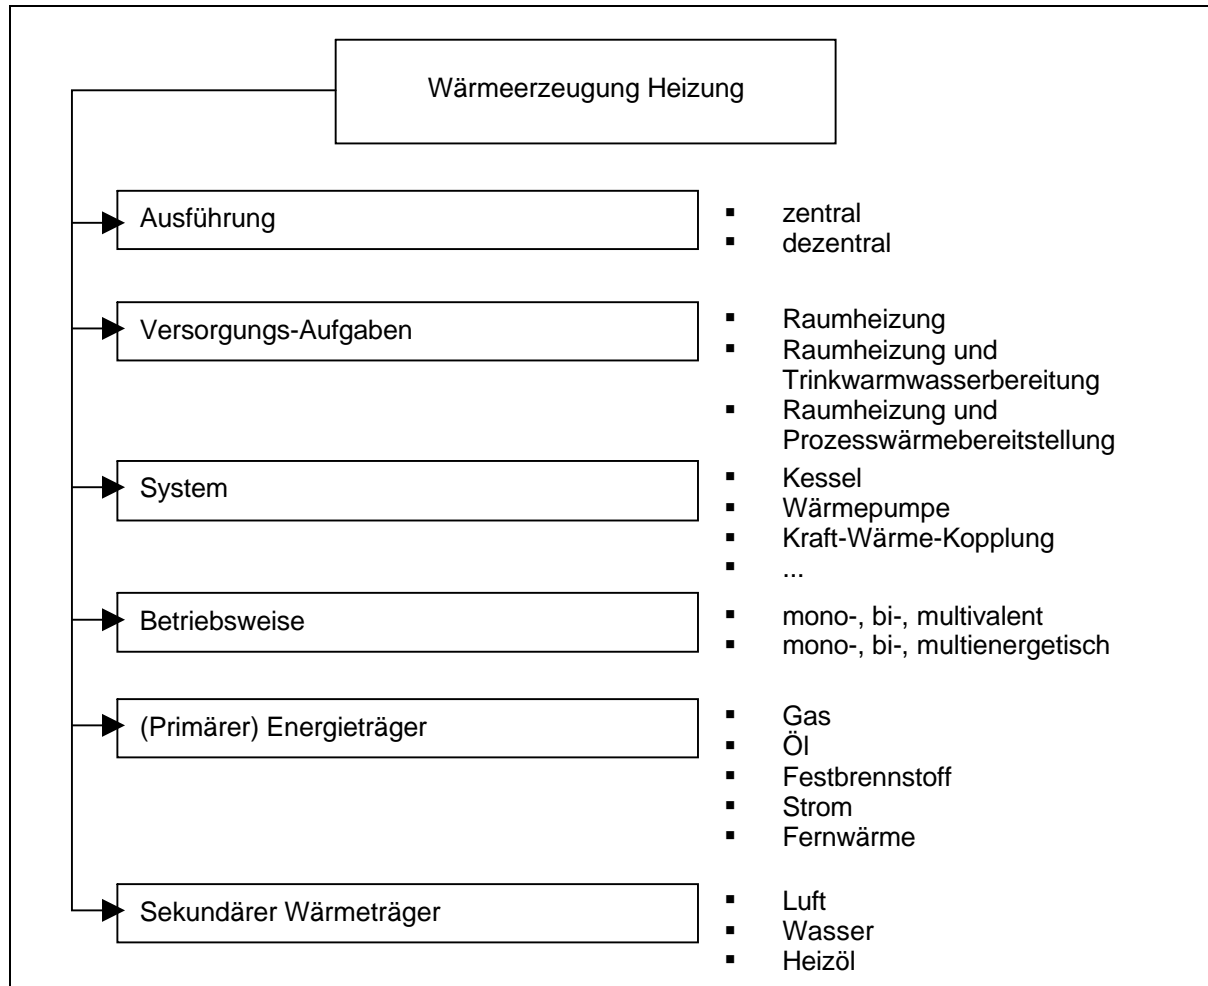 Wärmeerzeugung Heizung
Ausführung
▪ zentral
▪ dezentral
Versorgungs-Aufgaben
▪ Raumheizung
▪ Raumheizung und
Trinkwarmwasserbereitung
▪ Raumheizung und
Prozesswärmebereitstellung
System
▪ Kessel
▪ Wärmepumpe
▪ Kraft-Wärme-Kopplung
▪ ...
Betriebsweise
▪ mono-, bi-, multivalent
▪ mono-, bi-, multienergetisch
(Primärer) Energieträger
▪ Gas
▪ Öl
▪ Festbrennstoff
▪ Strom
▪ Fernwärme
Sekundärer Wärmeträger
▪ Luft
▪ Wasser
▪ Heizöl